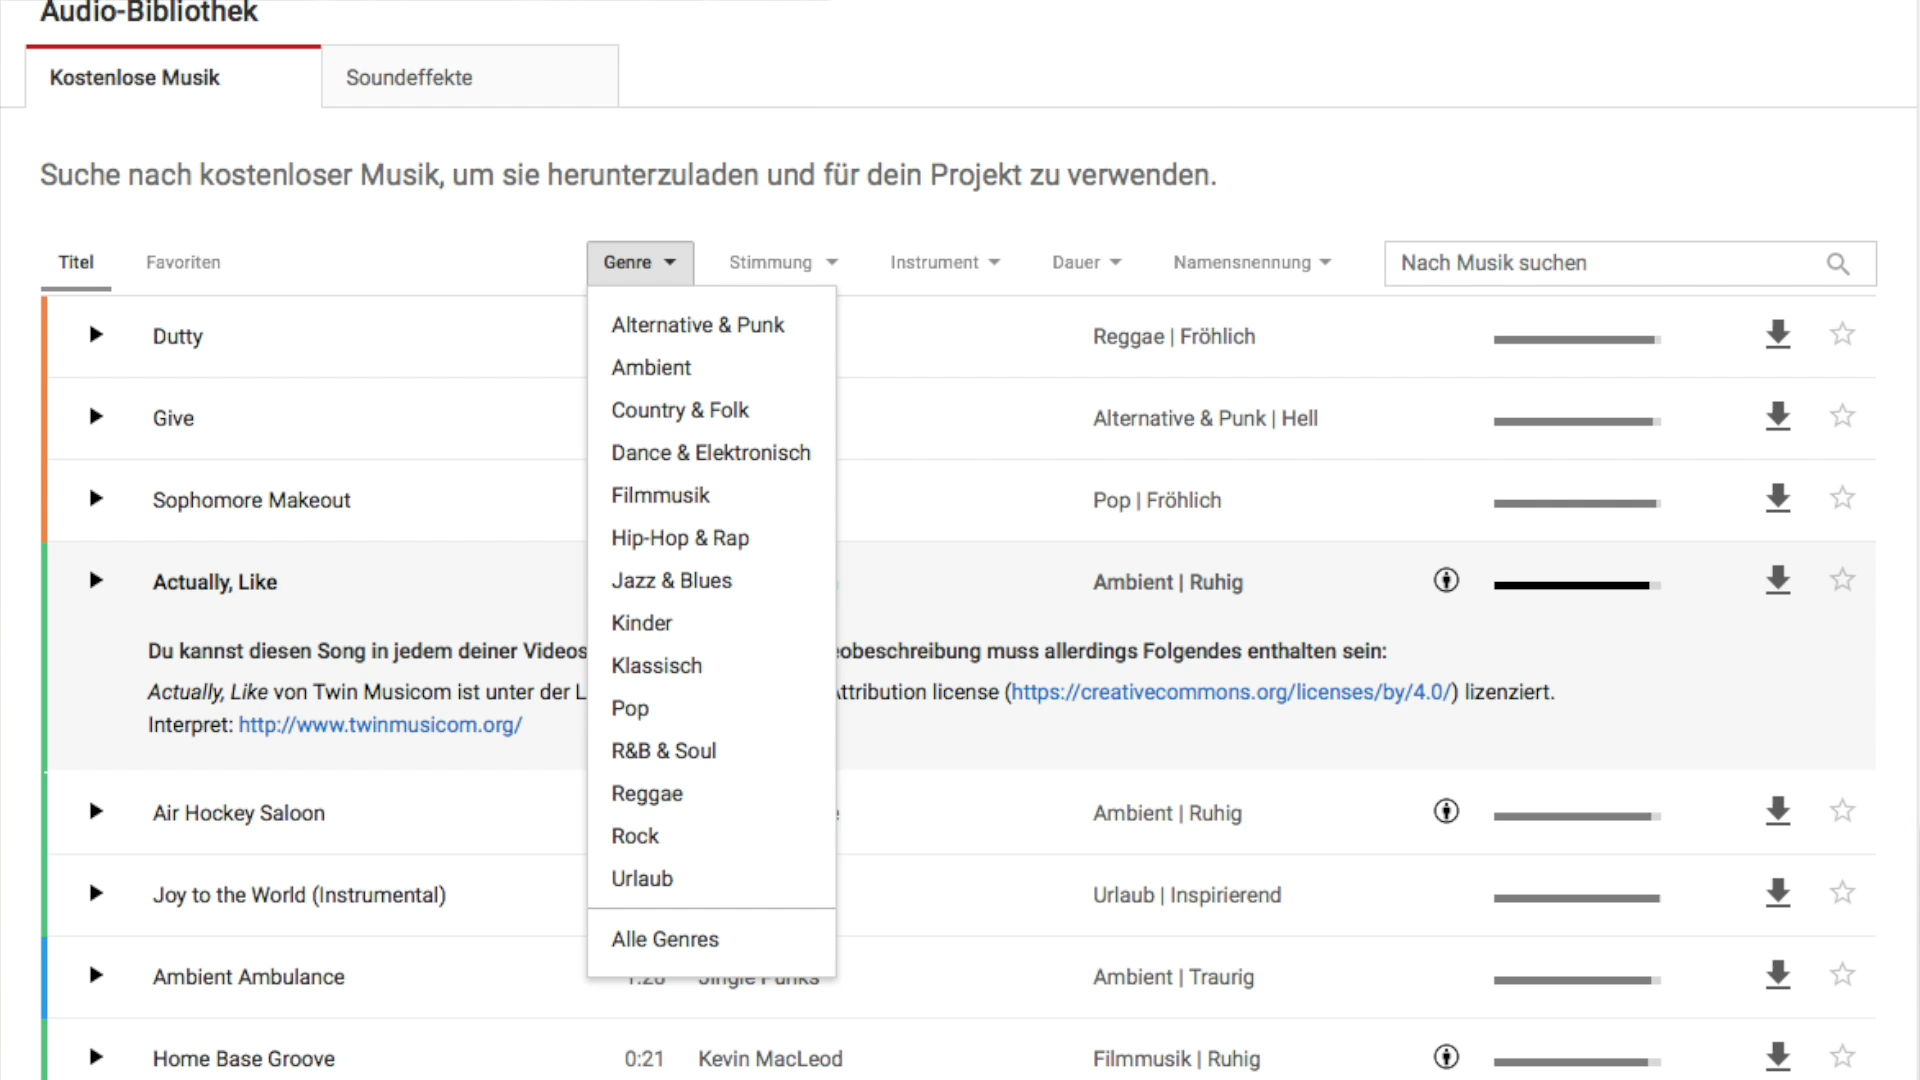 Audio-Bibliothek
Kostenlose Musik Soundeffekte
Suche nach kostenloser Musik, um sie herunterzuladen und für dein Projekt zu verwenden.
Titel Favoriten Genre Stimmung Instrument Dauer Namensnennung Nach Musik suchen
Alternative & Punk
Ambient
Country & Folk
Dance & Elektronisch
Filmmusik
Hip-Hop & Rap
Jazz & Blues
Kinder
Klassisch
Pop
R&B & Soul
Reggae
Rock
Urlaub
Alle Genres
Dutty Reggae | Fröhlich
Give Alternative & Punk | Hell
Sophomore Makeout Pop | Fröhlich
Actually, Like Ambient | Ruhig
Du kannst diesen Song in jedem deiner Videos eobeschreibung muss allerdings Folgendes enthalten sein:
Actually, Like von Twin Musicom ist unter der L ttribution license (https://creativecommons.org/licenses/by/4.0/) lizenziert.
Interpret: http://www.twinmusicom.org/
Air Hockey Saloon Ambient | Ruhig
Joy to the World (Instrumental) Urlaub | Inspirierend
Ambient Ambulance Jingle Punks Ambient | Traurig
Home Base Groove 0:21 Kevin MacLeod Filmmusik | Ruhig